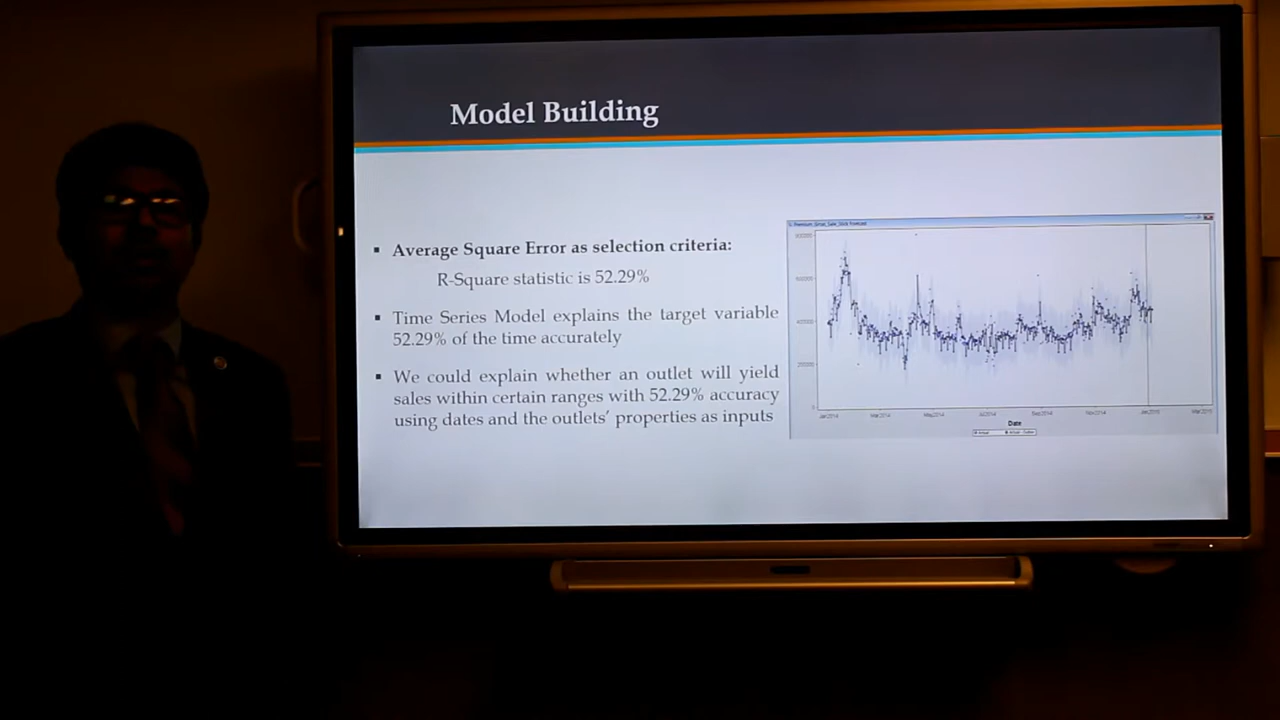 Model Building
▪ Average Square Error as selection criteria:
R-Square statistic is 52.29%
▪ Time Series Model explains the target variable
52.29% of the time accurately
▪ We could explain whether an outlet will yield
sales within certain ranges with 52.29% accuracy
using dates and the outlets' properties as inputs
Date